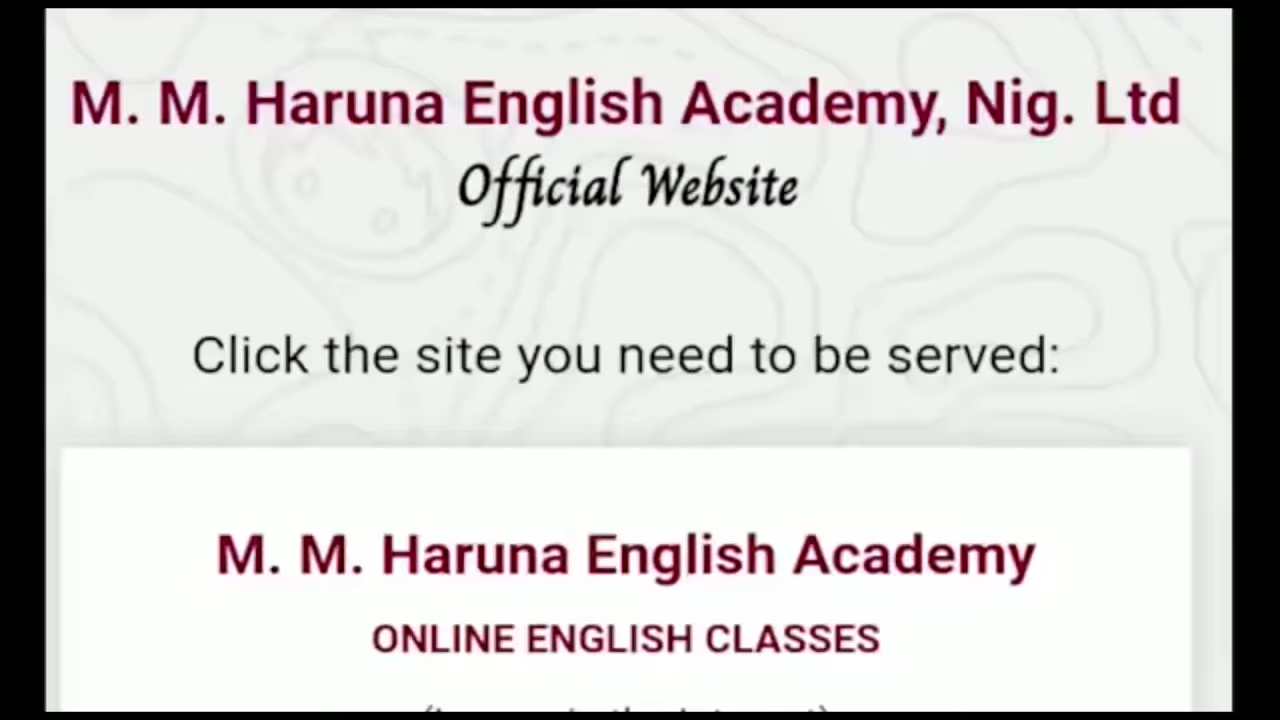 M. M. Haruna English Academy, Nig. Ltd
Official Website
Click the site you need to be served:
M. M. Haruna English Academy
ONLINE ENGLISH CLASSES